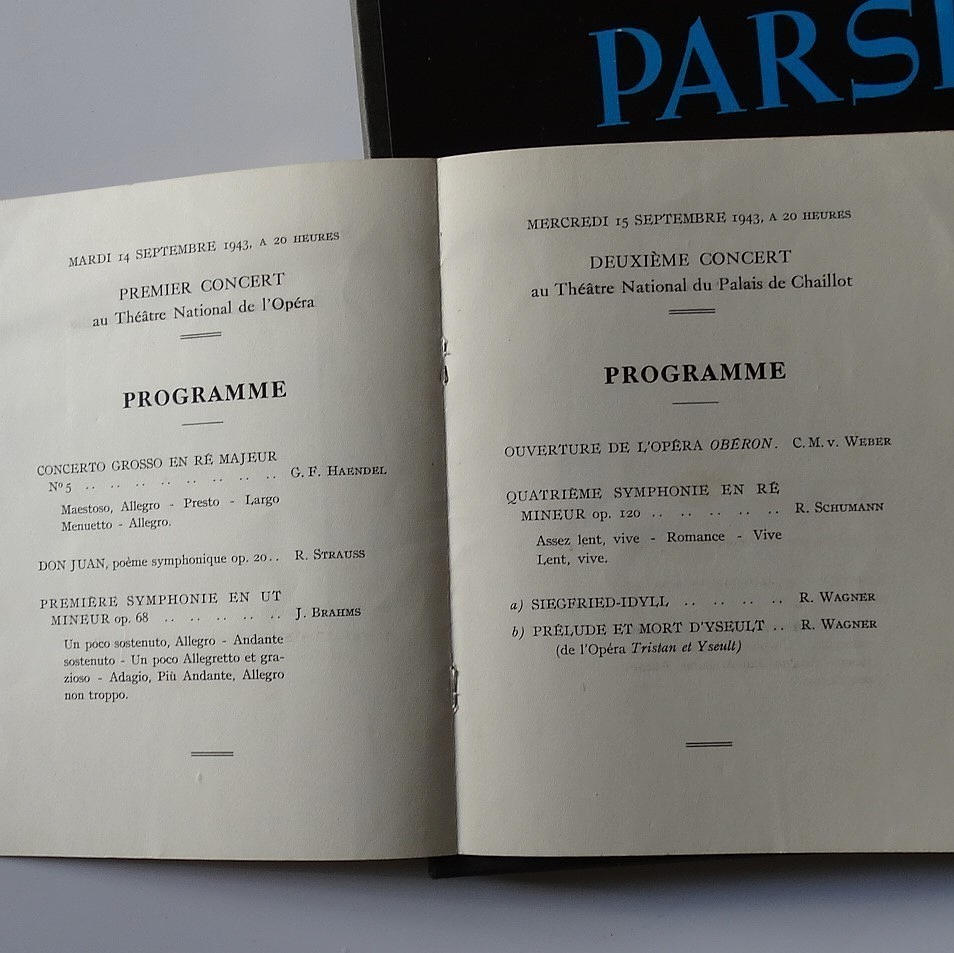 PARSI
MARDI 14 SEPTEMBRE 1943, A 20 HEURES
PREMIER CONCERT
au Théâtre National de l'Opéra
PROGRAMME
CONCERTO GROSSO EN RÉ MAJEUR
Nº 5 .. .. .. .. .. .. .. .. G. F. HAENDEL
Maestoso, Allegro - Presto - Largo
Menuetto - Allegro.
DON JUAN, poème symphonique op. 20.. R. STRAUSS
PREMIÈRE SYMPHONIE EN UT
MINEUR op. 68 .. .. .. .. .. J. BRAHMS
Un poco sostenuto, Allegro - Andante
sostenuto - Un poco Allegretto et gra-
zioso - Adagio, Più Andante, Allegro
non troppo.
MERCREDI 15 SEPTEMBRE 1943, A 20 HEURES
DEUXIÈME CONCERT
au Théâtre National du Palais de Chaillot
PROGRAMME
OUVERTURE DE L'OPÉRA OBÉRON. C. M. v. WEBER
QUATRIÈME SYMPHONIE EN RÉ
MINEUR op. 120 .. .. .. .. .. R. SCHUMANN
Assez lent, vive - Romance - Vive
Lent, vive.
a) SIEGFRIED-IDYLL .. .. .. .. R. WAGNER
b) PRÉLUDE ET MORT D'YSEULT .. R. WAGNER
(de l'Opéra Tristan et Yseult)